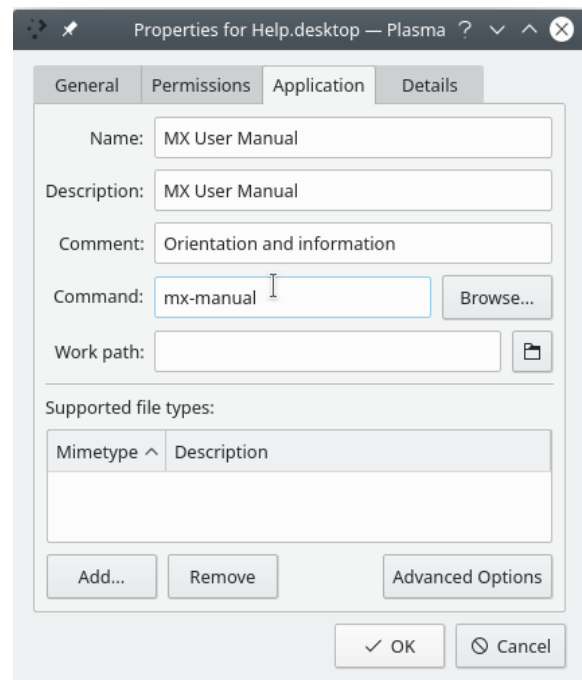 Properties for Help.desktop — Plasma ?
General Permissions Application Details
Name: MX User Manual
Description: MX User Manual
Comment: Orientation and information
Command: mx-manual Browse...
Work path:
Supported file types:
Mimetype Description
Add... Remove Advanced Options
OK Cancel